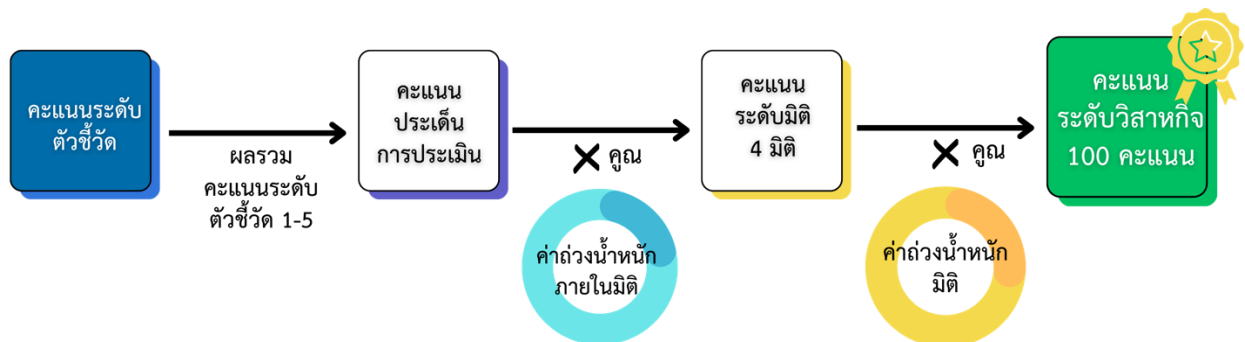 คะแนนระดับ
ตัวชี้วัด
ผลรวม
คะแนนระดับ
ตัวชี้วัด 1-5
คะแนน
ประเด็น
การประเมิน
คูณ
ค่าถ่วงน้ำหนัก
ภายในมิติ
คะแนน
ระดับมิติ
4 มิติ
คูณ
ค่าถ่วงน้ำหนัก
มิติ
คะแนน
ระดับวิสาหกิจ
100 คะแนน